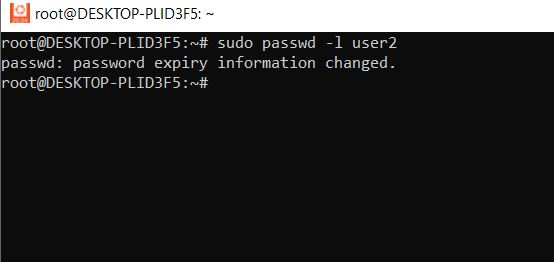 root@DESKTOP-PLID3F5: ~
root@DESKTOP-PLID3F5:~# sudo passwd -l user2
passwd: password expiry information changed.
root@DESKTOP-PLID3F5:~#